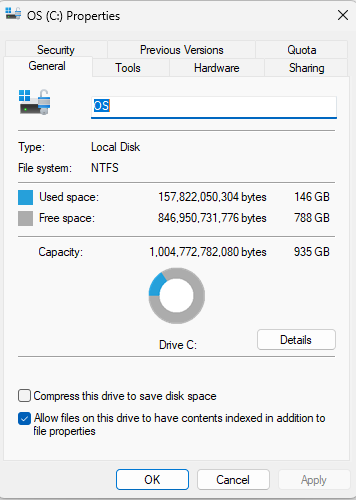 OS (C:) Properties
Security Previous Versions Quota
General Tools Hardware Sharing
OS
Type: Local Disk
File system: NTFS
Used space: 157,822,050,304 bytes 146 GB
Free space: 846,950,731,776 bytes 788 GB
Capacity: 1,004,772,782,080 bytes 935 GB
Drive C: Details
Compress this drive to save disk space
Allow files on this drive to have contents indexed in addition to
file properties
OK Cancel Apply